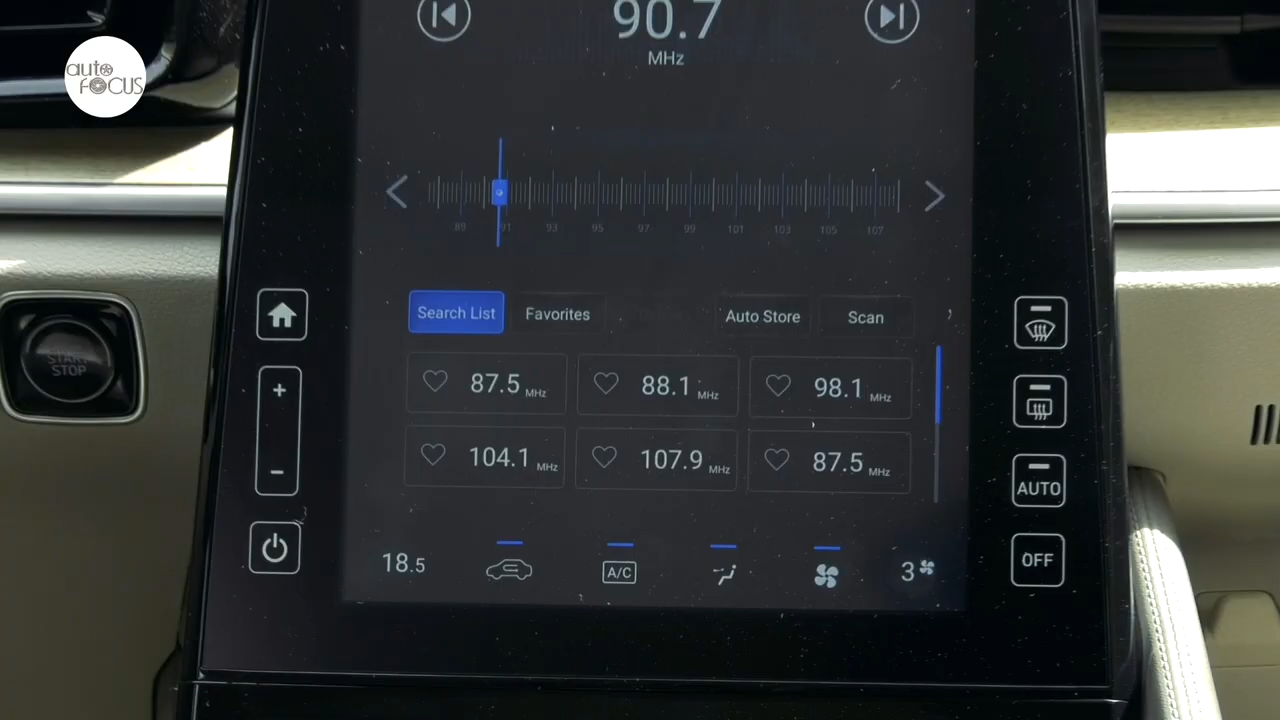 auto
FOCUS
90.7
MHz
89 91 93 95 97 99 101 103 105 107
Search List Favorites Auto Store Scan
87.5 MHz 88.1 MHz 98.1 MHz
104.1 MHz 107.9 MHz 87.5 MHz
START
STOP
+
-
AUTO
OFF
18.5 A/C 3